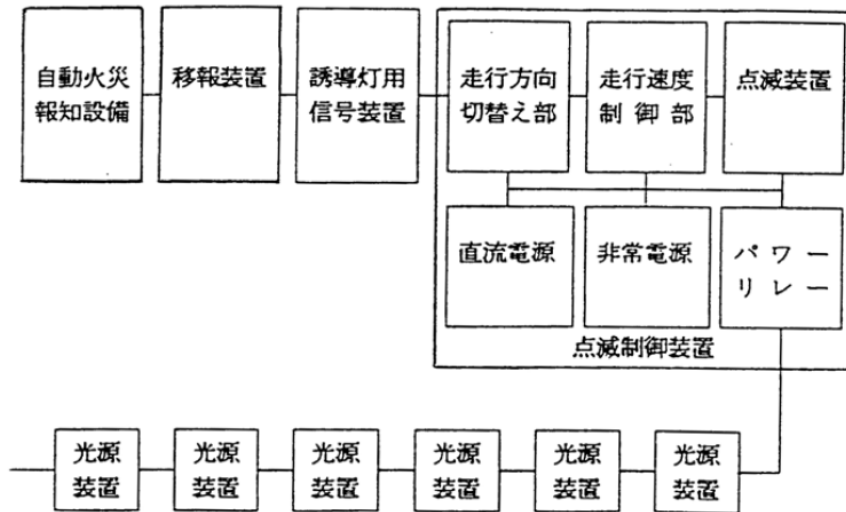 自動火災
報知設備
移報装置
誘導灯用
信号装置
走行方向
切替え部
走行速度
制御部
点滅装置
直流電源
非常電源
パワー
リレー
点滅制御装置
光源
装置
光源
装置
光源
装置
光源
装置
光源
装置
光源
装置